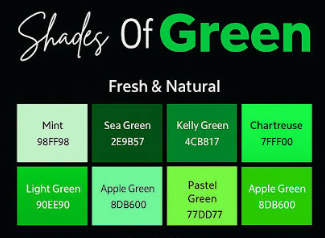 Shades Of Green
Fresh & Natural
Mint
98FF98
Sea Green
2E9B57
Kelly Green
4CB817
Chartreuse
7FFF00
Light Green
90EE90
Apple Green
8DB600
Pastel
Green
77DD77
Apple Green
8DB600